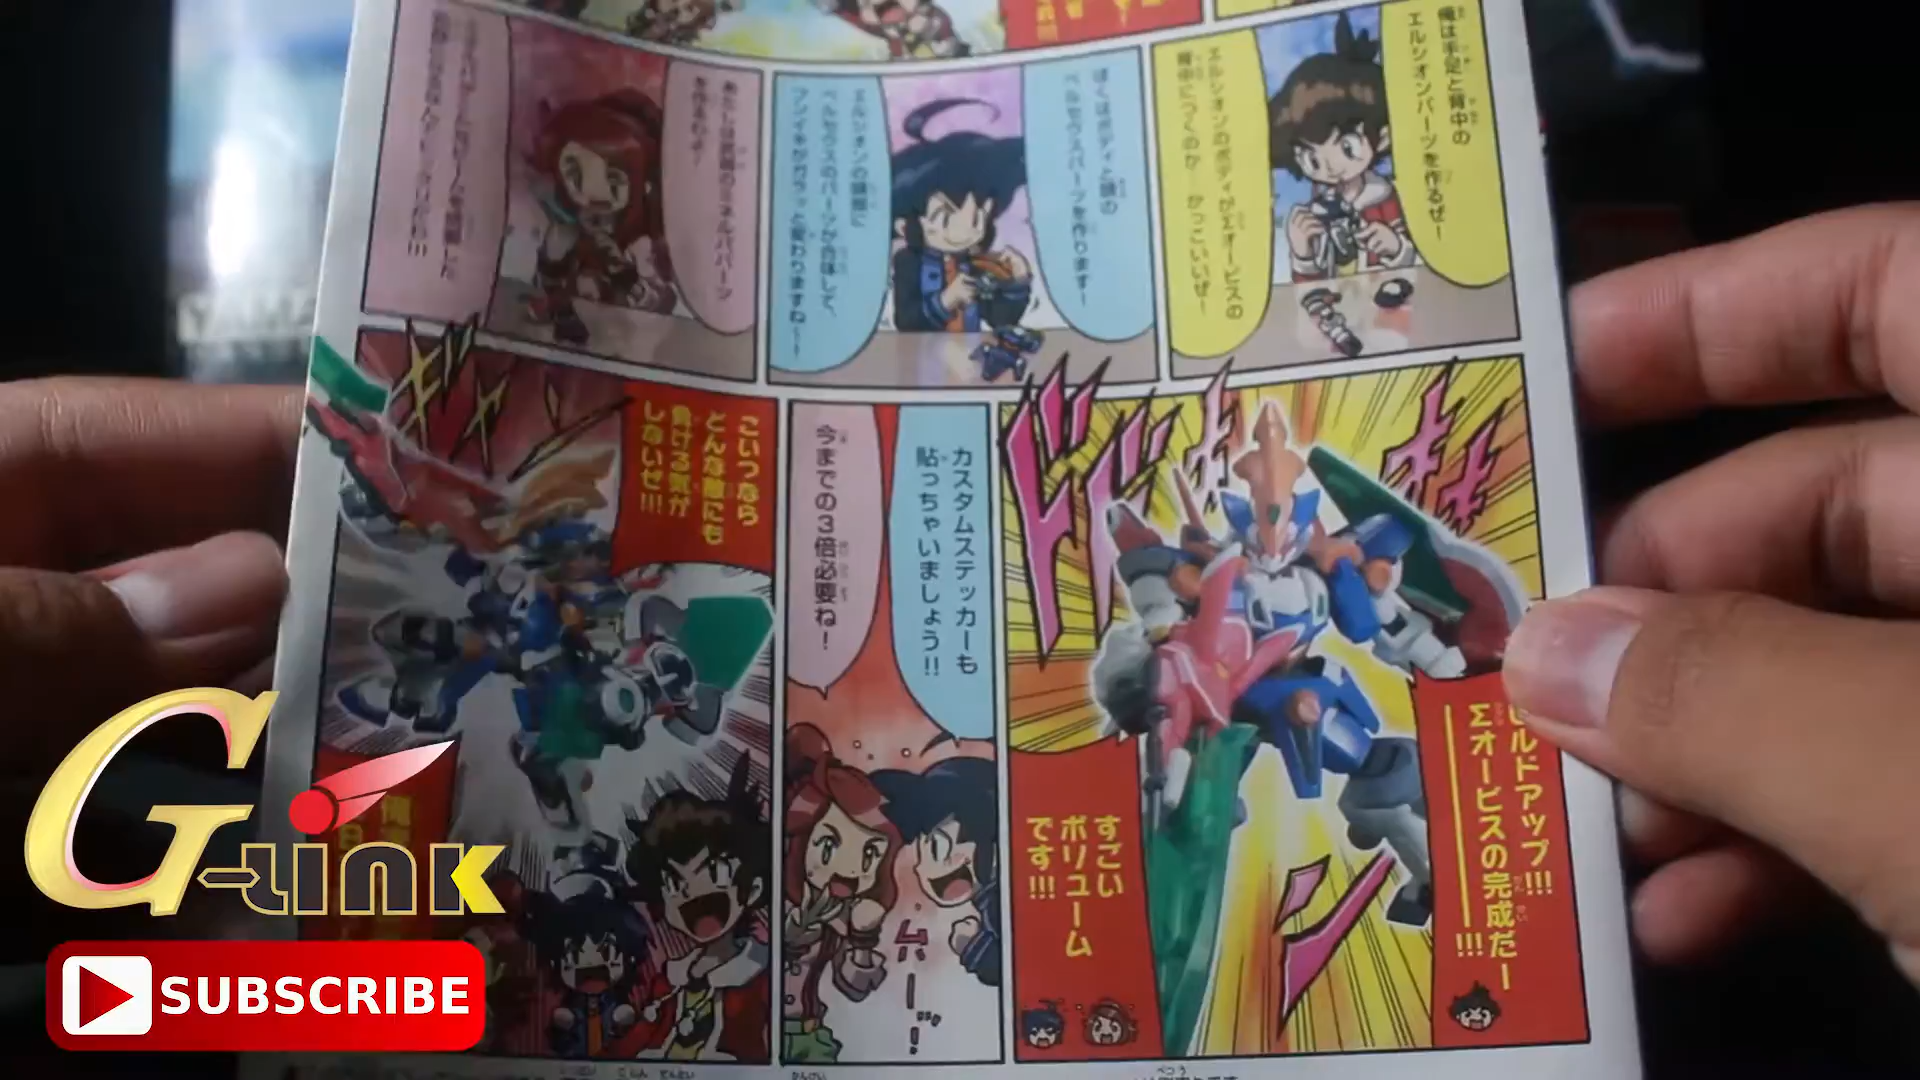 俺は手足と背中の
エルシオンパーツを作るぜ！
エルシオンのボディがΣオービスの
背中につくのか… かっこいいぜ！
ぼくはボディと頭の
ペルセウスパーツを作ります！
エルシオンの頭部に
ペルセウスのパーツが合体して、
フンイキがガラッと変わりますね〜！
あたしは武器のミネルバパーツ
を作るわよ！
ドドオオオオン
ビルドアップ!!!
Σオービスの完成だー
━━━!!!
すごい
ボリューム
です!!!
カスタムステッカーも
貼っちゃいましょう!!
今までの3倍必要ね！
ムハーッ!!
こいつなら
どんな敵にも
負ける気が
しないぜ!!!
G-LINK
SUBSCRIBE